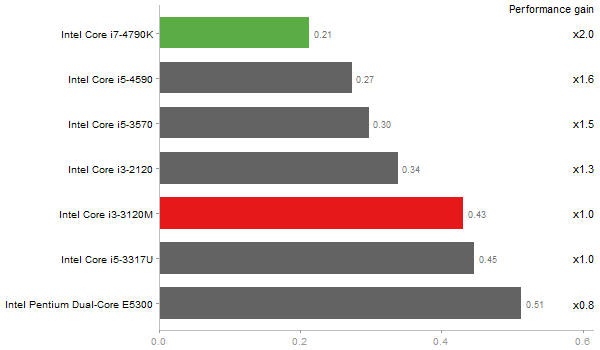 Performance gain
Intel Core i7-4790K 0.21 x2.0
Intel Core i5-4590 0.27 x1.6
Intel Core i5-3570 0.30 x1.5
Intel Core i3-2120 0.34 x1.3
Intel Core i3-3120M 0.43 x1.0
Intel Core i5-3317U 0.45 x1.0
Intel Pentium Dual-Core E5300 0.51 x0.8
0.0 0.2 0.4 0.6